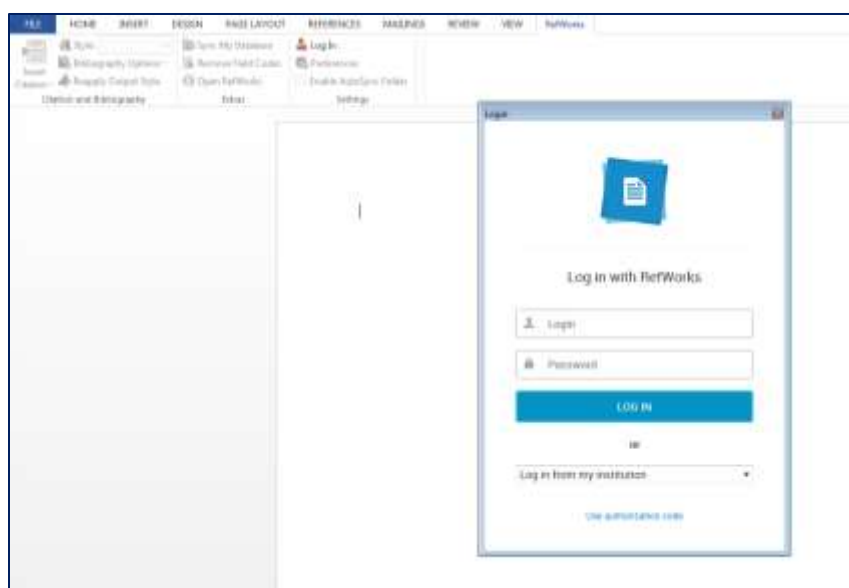 FILE HOME INSERT DESIGN PAGE LAYOUT REFERENCES MAILINGS REVIEW VIEW RefWorks
Style Sync My Database Log In
Insert Citation Bibliography Options Remove Field Codes Preferences
Reapply Output Style Open RefWorks Enable AutoSync Folder
Citation and Bibliography Extras Settings
Login
Log in with RefWorks
Login
Password
LOG IN
or
Log in from my institution
Use authorization code